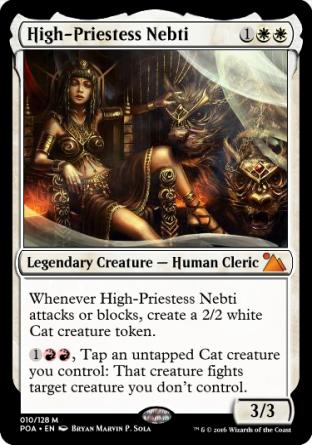 High-Priestess Nebti 1
Legendary Creature — Human Cleric
Whenever High-Priestess Nebti
attacks or blocks, create a 2/2 white
Cat creature token.
1, Tap an untapped Cat creature
you control: That creature fights
target creature you don't control.
010/128 M
POA • EN Bryan Marvin P. Sola
3/3
™ & © 2016 Wizards of the Coast